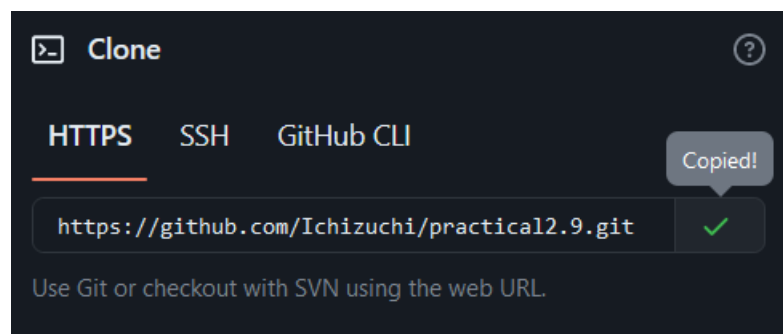 Clone
HTTPS SSH GitHub CLI
Copied!
https://github.com/Ichizuchi/practical2.9.git
Use Git or checkout with SVN using the web URL.